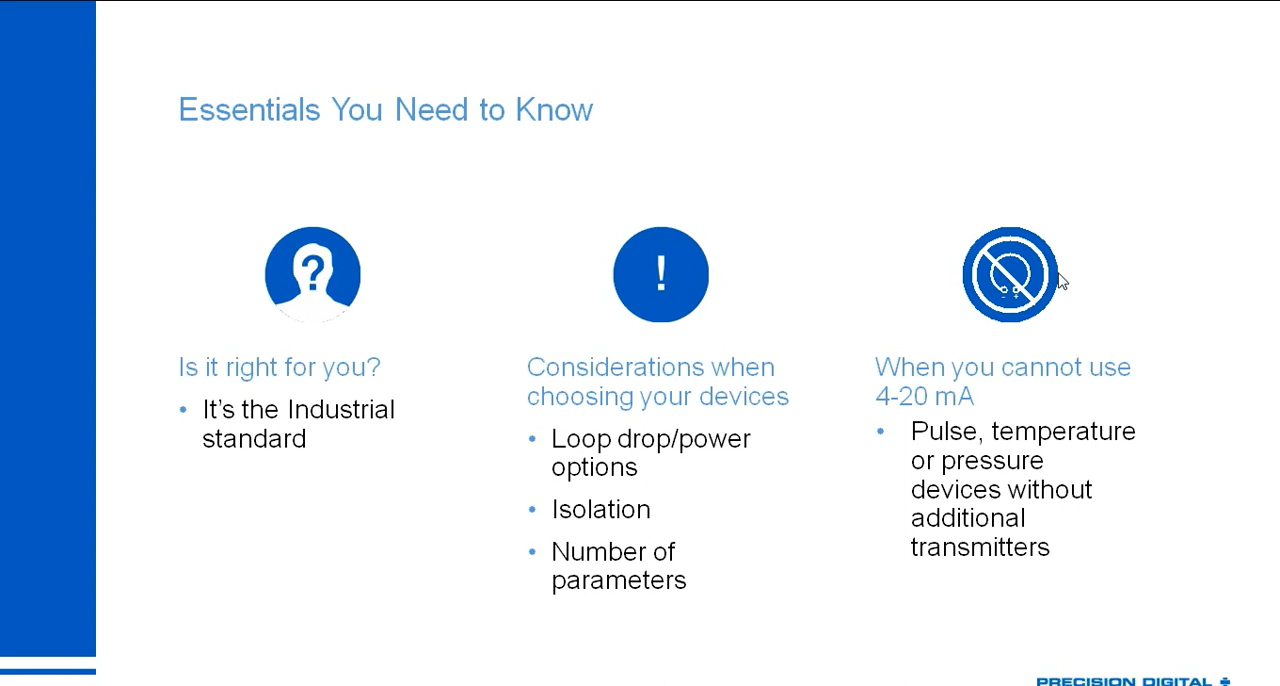 Essentials You Need to Know
?
!
Is it right for you?
• It's the Industrial
standard
Considerations when
choosing your devices
• Loop drop/power
options
• Isolation
• Number of
parameters
When you cannot use
4-20 mA
• Pulse, temperature
or pressure
devices without
additional
transmitters
PRECISION DIGITAL